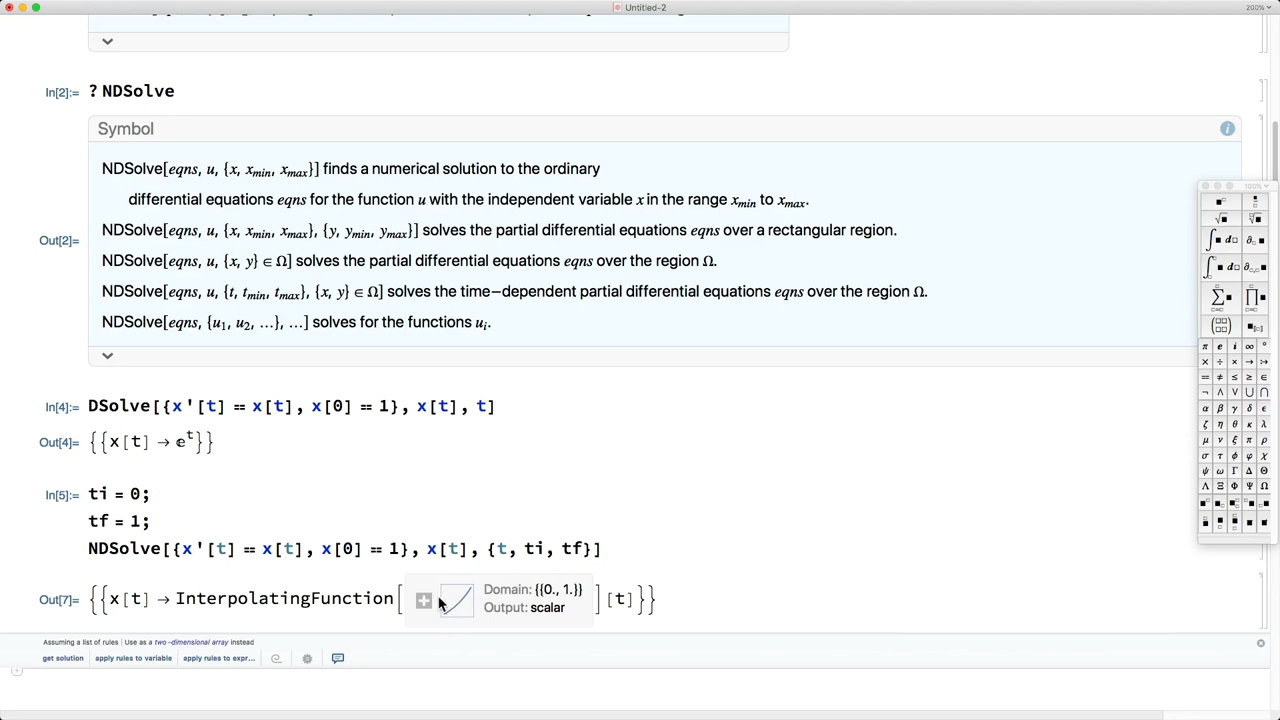 Untitled-2
200%
In[2]:= ? NDSolve
Symbol
NDSolve[eqns, u, {x, xmin, xmax}] finds a numerical solution to the ordinary
differential equations eqns for the function u with the independent variable x in the range xmin to xmax.
NDSolve[eqns, u, {x, xmin, xmax}, {y, ymin, ymax}] solves the partial differential equations eqns over a rectangular region.
Out[2]=
NDSolve[eqns, u, {x, y} ∈ Ω] solves the partial differential equations eqns over the region Ω.
NDSolve[eqns, u, {t, tmin, tmax}, {x, y} ∈ Ω] solves the time−dependent partial differential equations eqns over the region Ω.
NDSolve[eqns, {u1, u2, …}, …] solves for the functions ui.
In[4]:= DSolve[{x'[t] == x[t], x[0] == 1}, x[t], t]
Out[4]= {{x[t] → ⅇ^t}}
In[5]:= ti = 0;
tf = 1;
NDSolve[{x'[t] == x[t], x[0] == 1}, x[t], {t, ti, tf}]
Out[7]= {{x[t] → InterpolatingFunction[ Domain: {{0., 1.}} Output: scalar ][t]}}
Assuming a list of rules | Use as a two−dimensional array instead
get solution apply rules to variable apply rules to expr...
100%
π e i ∞ °
× ÷ × → :→
== ≠ ≤ ≥ ∈
¬ ∧ ∨ ∪ ∩
α β γ δ ϵ
ζ η θ κ λ
μ ν ξ π ρ
σ τ ϕ φ χ
ψ ω Γ Δ Θ
Λ Ξ Φ Ψ Ω